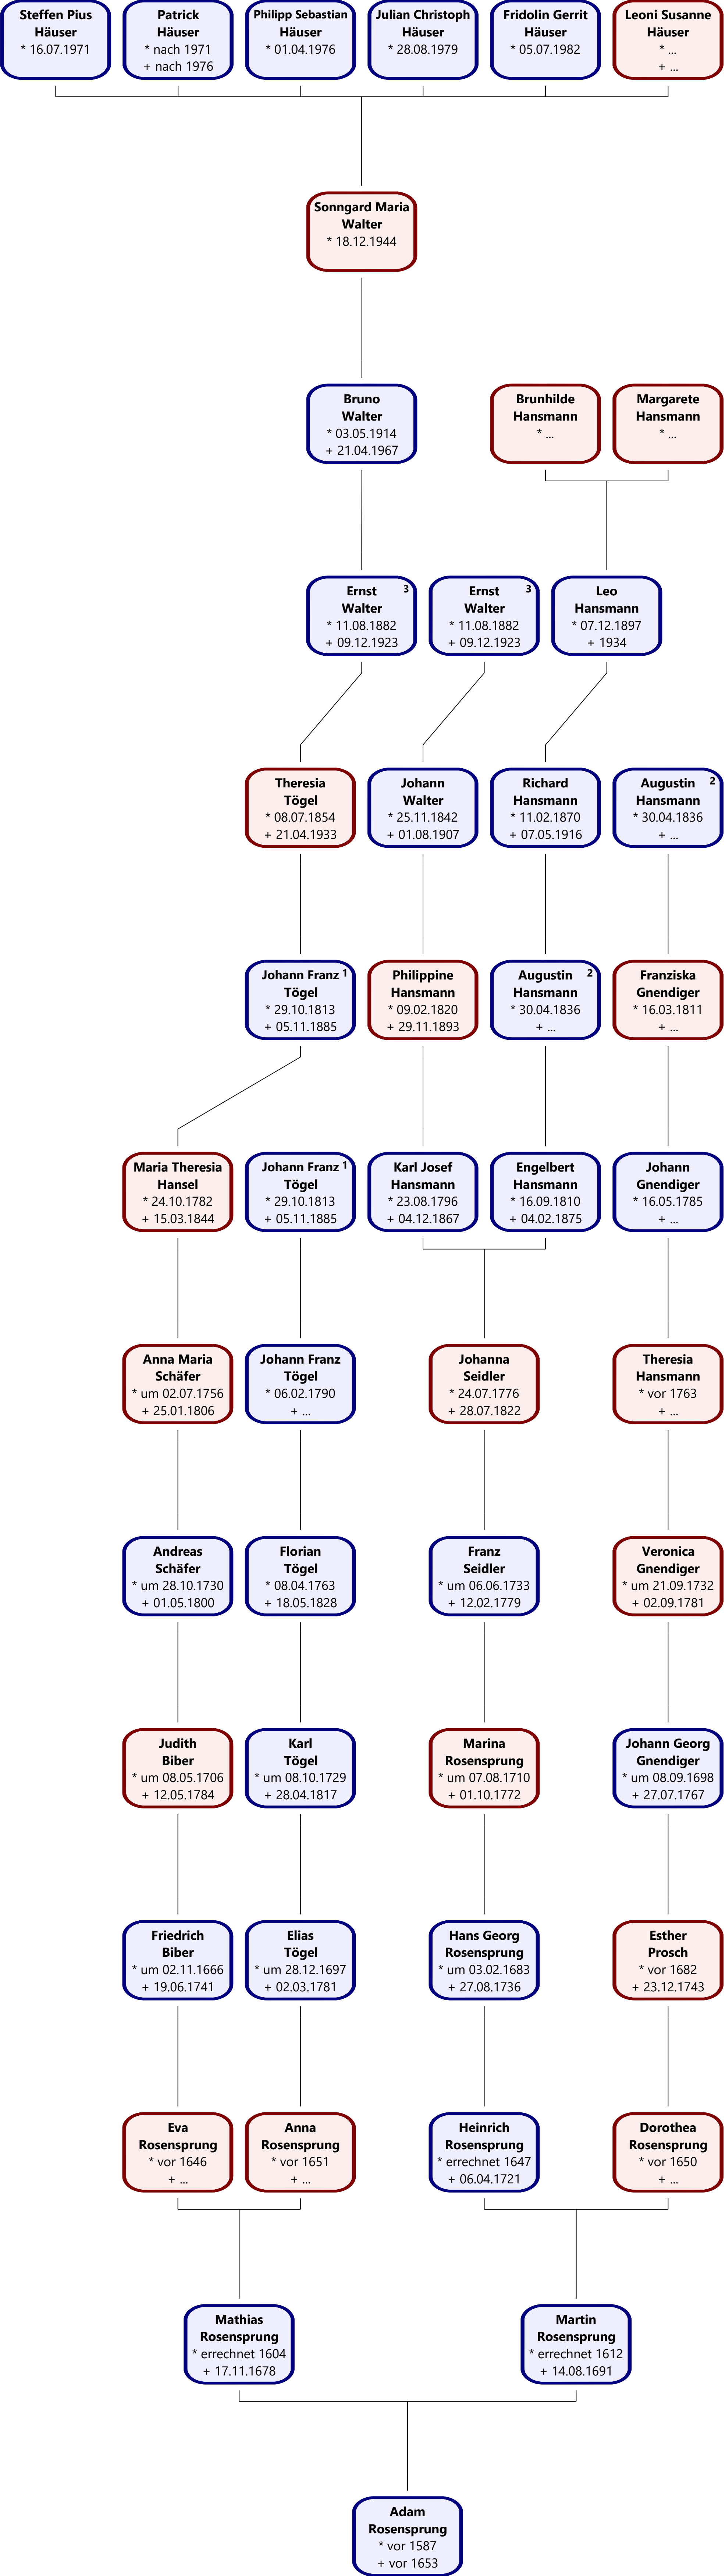 Steffen Pius
Häuser
* 16.07.1971
Patrick
Häuser
* nach 1971
+ nach 1976
Philipp Sebastian
Häuser
* 01.04.1976
Julian Christoph
Häuser
* 28.08.1979
Fridolin Gerrit
Häuser
* 05.07.1982
Leoni Susanne
Häuser
* ...
+ ...
Sonngard Maria
Walter
* 18.12.1944
Bruno
Walter
* 03.05.1914
+ 21.04.1967
Brunhilde
Hansmann
* ...
Margarete
Hansmann
* ...
Ernst 3
Walter
* 11.08.1882
+ 09.12.1923
Ernst 3
Walter
* 11.08.1882
+ 09.12.1923
Leo
Hansmann
* 07.12.1897
+ 1934
Theresia
Tögel
* 08.07.1854
+ 21.04.1933
Johann
Walter
* 25.11.1842
+ 01.08.1907
Richard
Hansmann
* 11.02.1870
+ 07.05.1916
Augustin 2
Hansmann
* 30.04.1836
+ ...
Johann Franz 1
Tögel
* 29.10.1813
+ 05.11.1885
Philippine
Hansmann
* 09.02.1820
+ 29.11.1893
Augustin 2
Hansmann
* 30.04.1836
+ ...
Franziska
Gnendiger
* 16.03.1811
+ ...
Maria Theresia
Hansel
* 24.10.1782
+ 15.03.1844
Johann Franz 1
Tögel
* 29.10.1813
+ 05.11.1885
Karl Josef
Hansmann
* 23.08.1796
+ 04.12.1867
Engelbert
Hansmann
* 16.09.1810
+ 04.02.1875
Johann
Gnendiger
* 16.05.1785
+ ...
Anna Maria
Schäfer
* um 02.07.1756
+ 25.01.1806
Johann Franz
Tögel
* 06.02.1790
+ ...
Johanna
Seidler
* 24.07.1776
+ 28.07.1822
Theresia
Hansmann
* vor 1763
+ ...
Andreas
Schäfer
* um 28.10.1730
+ 01.05.1800
Florian
Tögel
* 08.04.1763
+ 18.05.1828
Franz
Seidler
* um 06.06.1733
+ 12.02.1779
Veronica
Gnendiger
* um 21.09.1732
+ 02.09.1781
Judith
Biber
* um 08.05.1706
+ 12.05.1784
Karl
Tögel
* um 08.10.1729
+ 28.04.1817
Marina
Rosensprung
* um 07.08.1710
+ 01.10.1772
Johann Georg
Gnendiger
* um 08.09.1698
+ 27.07.1767
Friedrich
Biber
* um 02.11.1666
+ 19.06.1741
Elias
Tögel
* um 28.12.1697
+ 02.03.1781
Hans Georg
Rosensprung
* um 03.02.1683
+ 27.08.1736
Esther
Prosch
* vor 1682
+ 23.12.1743
Eva
Rosensprung
* vor 1646
+ ...
Anna
Rosensprung
* vor 1651
+ ...
Heinrich
Rosensprung
* errechnet 1647
+ 06.04.1721
Dorothea
Rosensprung
* vor 1650
+ ...
Mathias
Rosensprung
* errechnet 1604
+ 17.11.1678
Martin
Rosensprung
* errechnet 1612
+ 14.08.1691
Adam
Rosensprung
* vor 1587
+ vor 1653